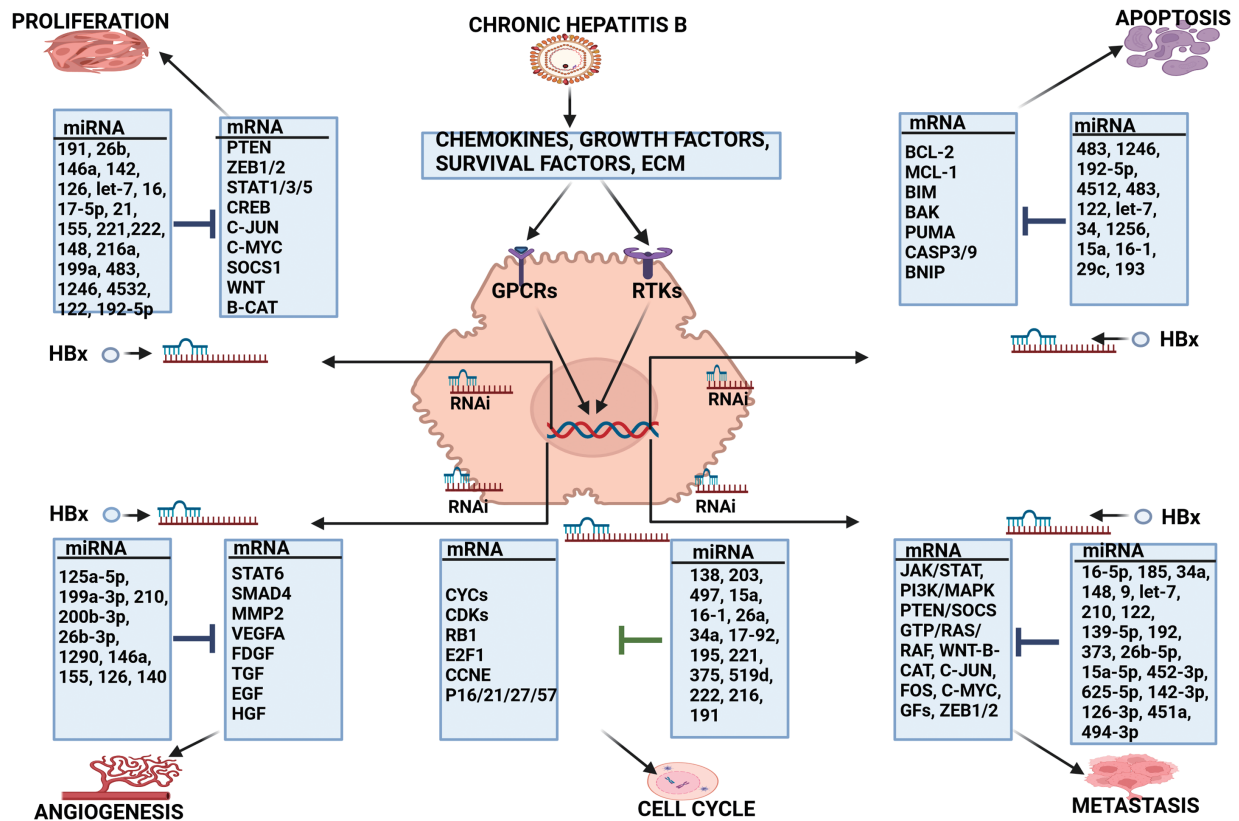 PROLIFERATION
CHRONIC HEPATITIS B
APOPTOSIS
miRNA
191, 26b,
146a, 142,
126, let-7, 16,
17-5p, 21,
155, 221,222,
148, 216a,
199a, 483,
1246, 4532,
122, 192-5p
mRNA
PTEN
ZEB1/2
STAT1/3/5
CREB
C-JUN
C-MYC
SOCS1
WNT
B-CAT
CHEMOKINES, GROWTH FACTORS,
SURVIVAL FACTORS, ECM
mRNA
BCL-2
MCL-1
BIM
BAK
PUMA
CASP3/9
BNIP
miRNA
483, 1246,
192-5p,
4512, 483,
122, let-7,
34, 1256,
15a, 16-1,
29c, 193
GPCRs
RTKs
HBx
HBx
RNAi
RNAi
RNAi
RNAi
HBx
HBx
miRNA
125a-5p,
199a-3p, 210,
200b-3p,
26b-3p,
1290, 146a,
155, 126, 140
mRNA
STAT6
SMAD4
MMP2
VEGFA
FDGF
TGF
EGF
HGF
mRNA
CYCs
CDKs
RB1
E2F1
CCNE
P16/21/27/57
miRNA
138, 203,
497, 15a,
16-1, 26a,
34a, 17-92,
195, 221,
375, 519d,
222, 216,
191
mRNA
JAK/STAT,
PI3K/MAPK
PTEN/SOCS
GTP/RAS/
RAF, WNT-B-
CAT, C-JUN,
FOS, C-MYC,
GFs, ZEB1/2
miRNA
16-5p, 185, 34a,
148, 9, let-7,
210, 122,
139-5p, 192,
373, 26b-5p,
15a-5p, 452-3p,
625-5p, 142-3p,
126-3p, 451a,
494-3p
ANGIOGENESIS
CELL CYCLE
METASTASIS